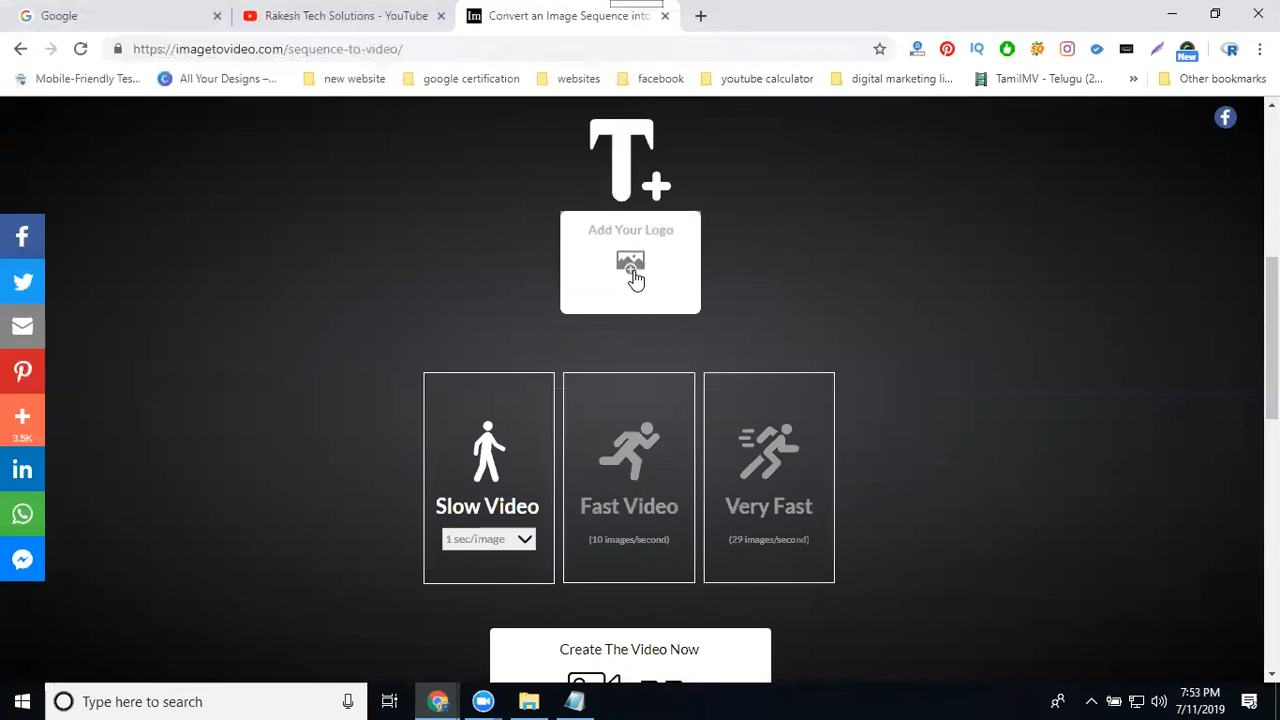 Google
Rakesh Tech Solutions - YouTube
Im
Convert an Image Sequence into
https://imagetovideo.com/sequence-to-video/
New
Mobile-Friendly Tes...
All Your Designs –...
new website
google certification
websites
facebook
youtube calculator
digital marketing li...
TamilMV - Telugu (2...
»
Other bookmarks
T+
Add Your Logo
3.5K
Slow Video
Fast Video
Very Fast
1 sec/image
(10 images/second)
(29 images/second)
Create The Video Now
Type here to search
7:53 PM
7/11/2019